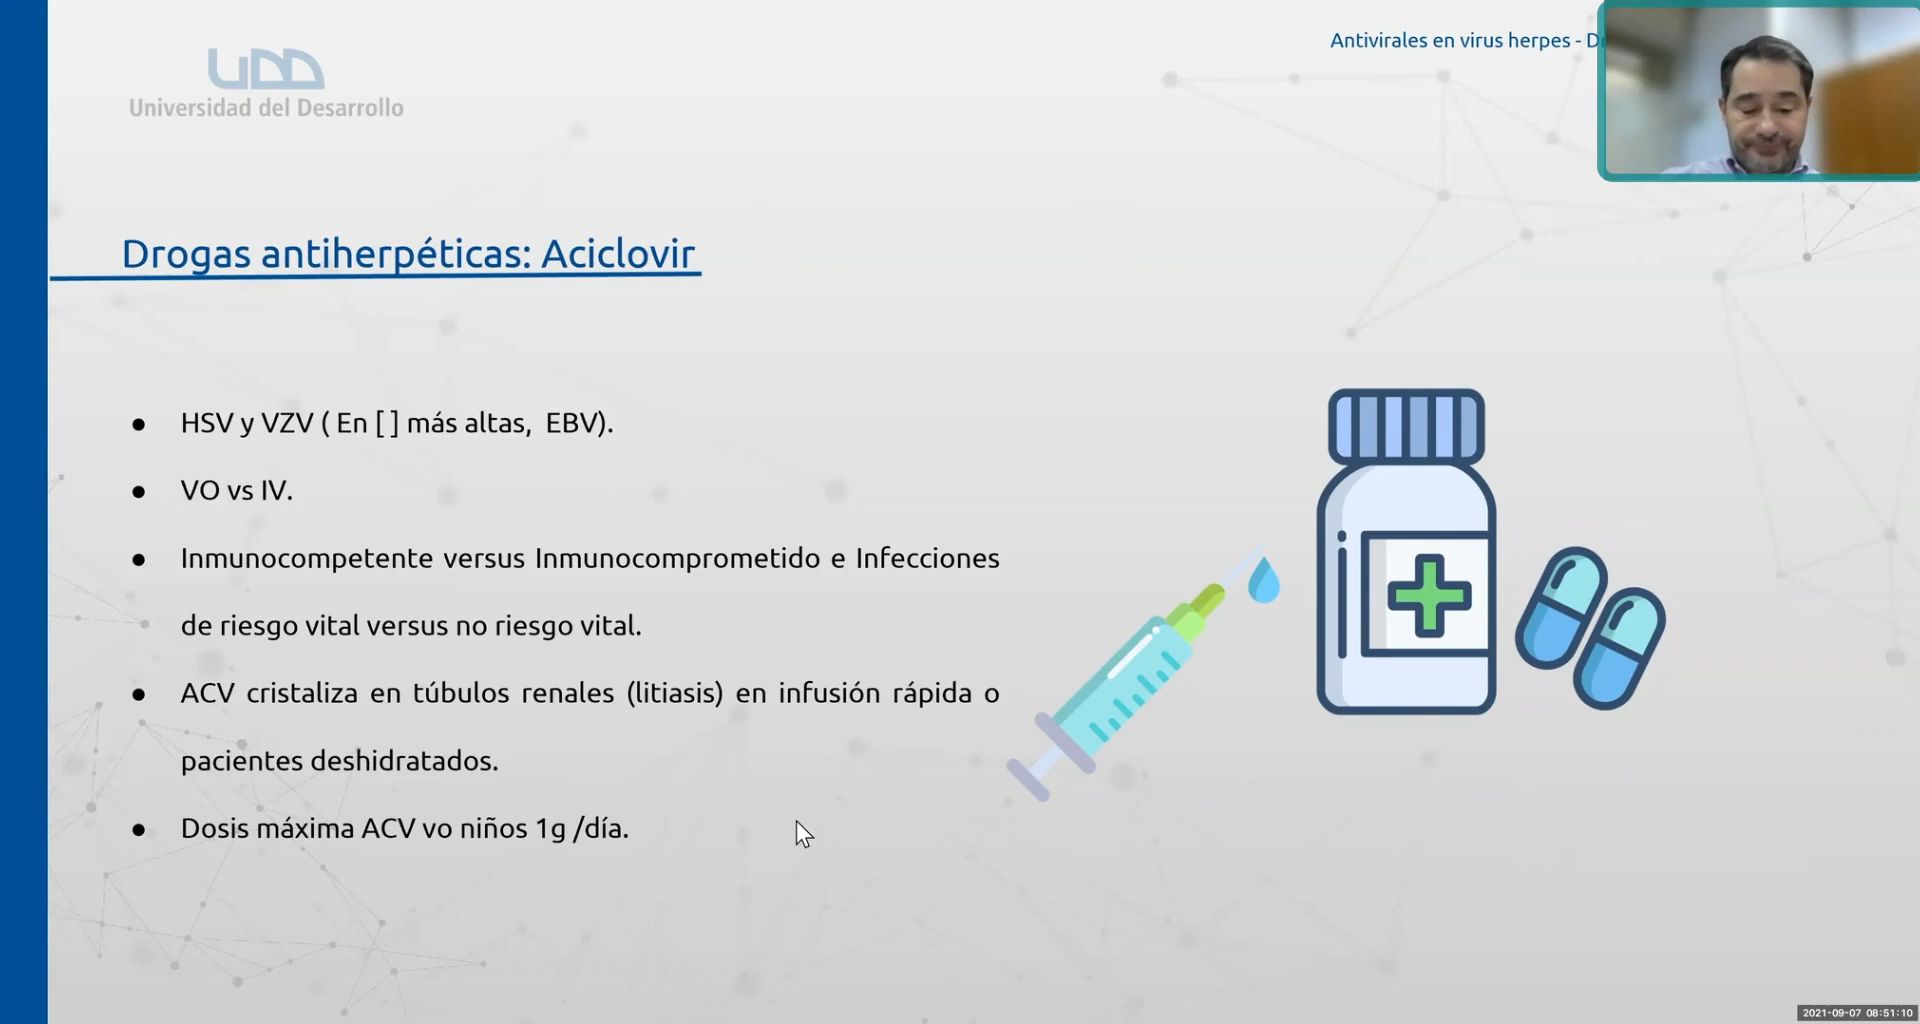 Antivirales en virus herpes -
UDD
Universidad del Desarrollo
Drogas antiherpéticas: Aciclovir
● HSV y VZV ( En [ ] más altas, EBV).
● VO vs IV.
● Inmunocompetente versus Inmunocomprometido e Infecciones
de riesgo vital versus no riesgo vital.
● ACV cristaliza en túbulos renales (litiasis) en infusión rápida o
pacientes deshidratados.
● Dosis máxima ACV vo niños 1g /día.
2021-09-07 08:51:10